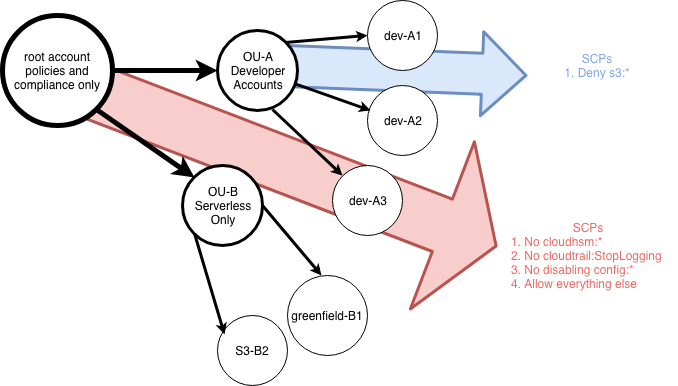 root account
policies and
compliance only
OU-A
Developer
Accounts
dev-A1
dev-A2
dev-A3
SCPs
1. Deny s3:*
OU-B
Serverless
Only
greenfield-B1
S3-B2
SCPs
1. No cloudhsm:*
2. No cloudtrail:StopLogging
3. No disabling config:*
4. Allow everything else